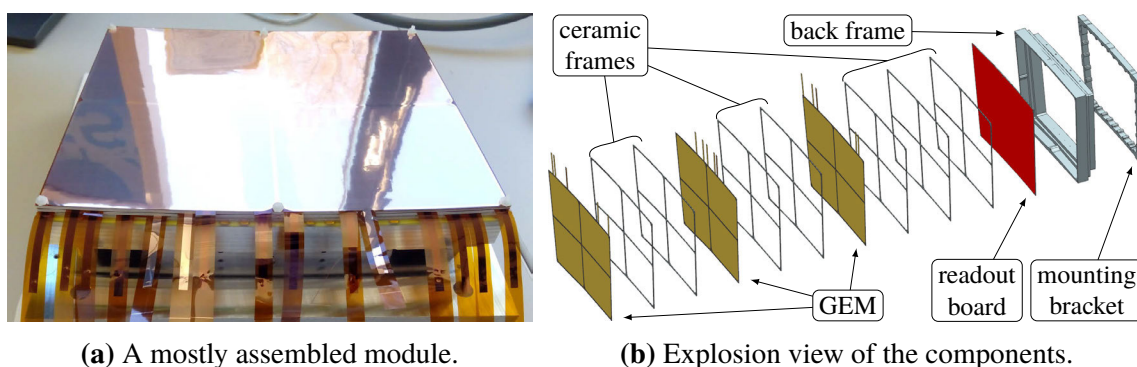 ceramic
frames
back frame
GEM
readout
board
mounting
bracket
(a) A mostly assembled module.
(b) Explosion view of the components.